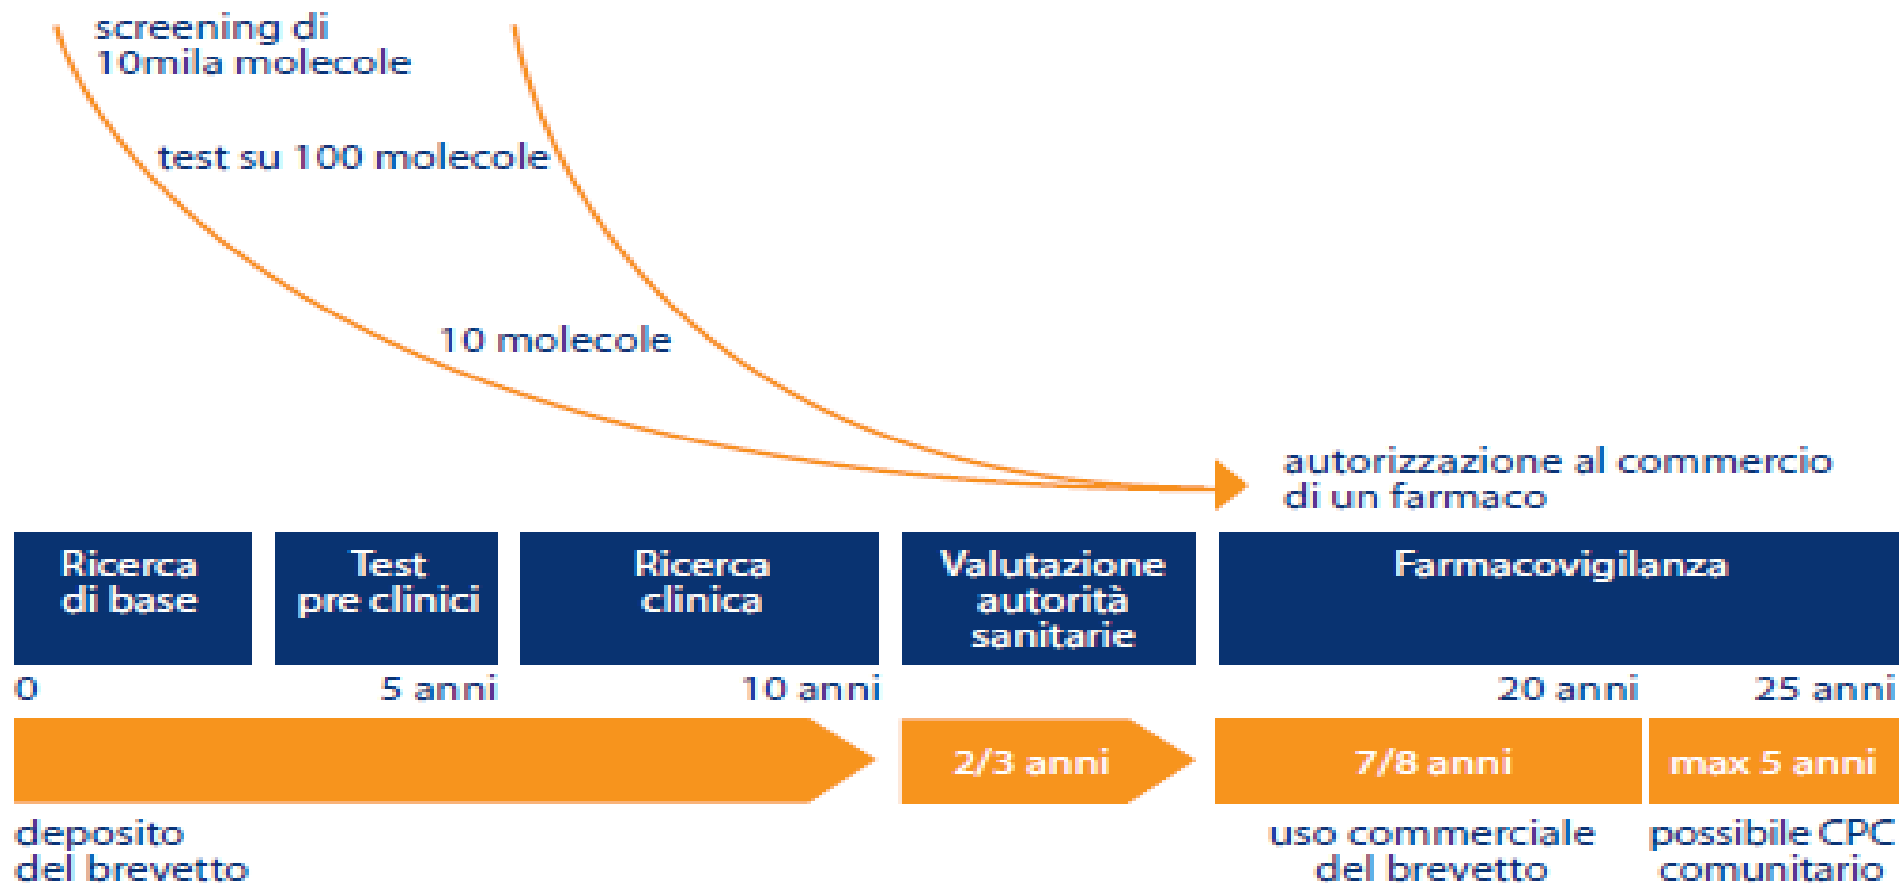 screening di
10mila molecole
test su 100 molecole
10 molecole
autorizzazione al commercio
di un farmaco
Ricerca
di base
Test
pre clinici
Ricerca
clinica
Valutazione
autorità
sanitarie
Farmacovigilanza
0
5 anni
10 anni
20 anni
25 anni
2/3 anni
7/8 anni
max 5 anni
deposito
del brevetto
uso commerciale
del brevetto
possibile CPC
comunitario